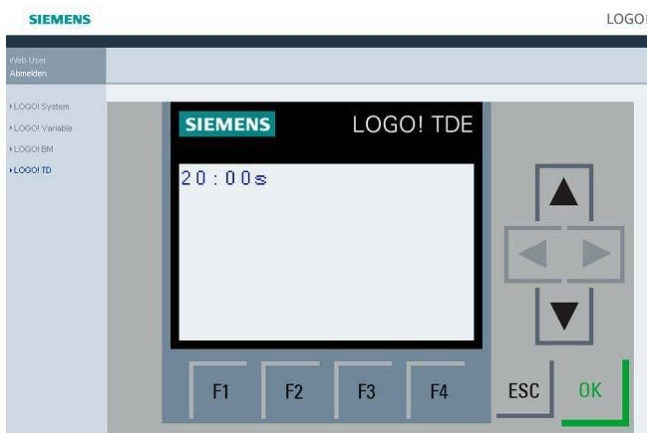 SIEMENS
LOGO!
Web User
Abmelden
LOGO! System
LOGO! Variable
LOGO! BM
LOGO! TD
SIEMENS LOGO! TDE
20:00s
F1 F2 F3 F4 ESC OK